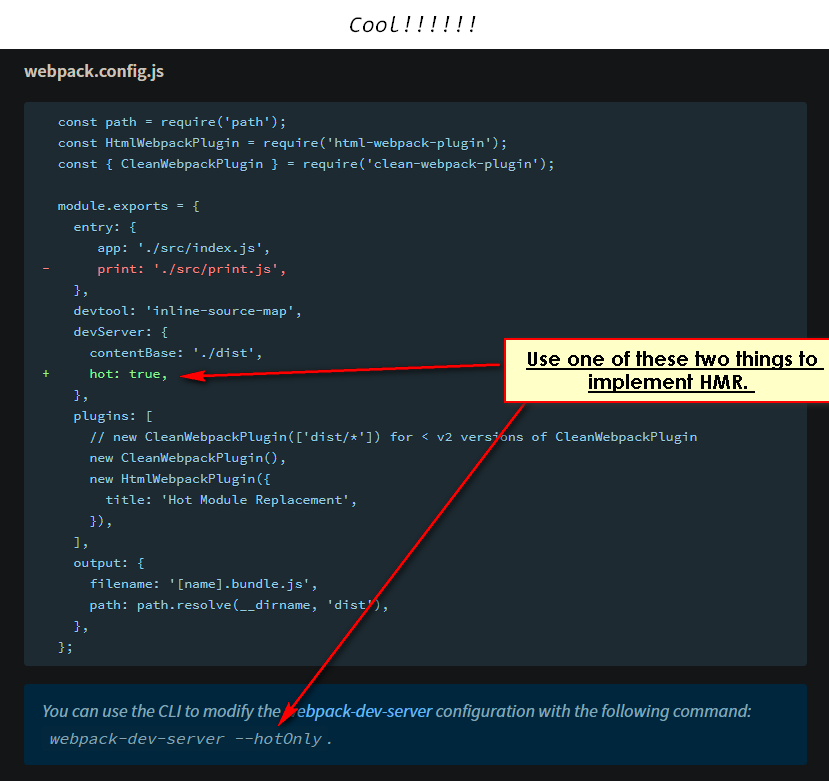 Cool!!!!!!
webpack.config.js
const path = require('path');
const HtmlWebpackPlugin = require('html-webpack-plugin');
const { CleanWebpackPlugin } = require('clean-webpack-plugin');
module.exports = {
entry: {
app: './src/index.js',
- print: './src/print.js',
},
devtool: 'inline-source-map',
devServer: {
contentBase: './dist',
+ hot: true,
},
Use one of these two things to
implement HMR.
plugins: [
// new CleanWebpackPlugin(['dist/*']) for < v2 versions of CleanWebpackPlugin
new CleanWebpackPlugin(),
new HtmlWebpackPlugin({
title: 'Hot Module Replacement',
}),
],
output: {
filename: '[name].bundle.js',
path: path.resolve(__dirname, 'dist'),
},
};
You can use the CLI to modify the webpack-dev-server configuration with the following command:
webpack-dev-server --hotOnly .